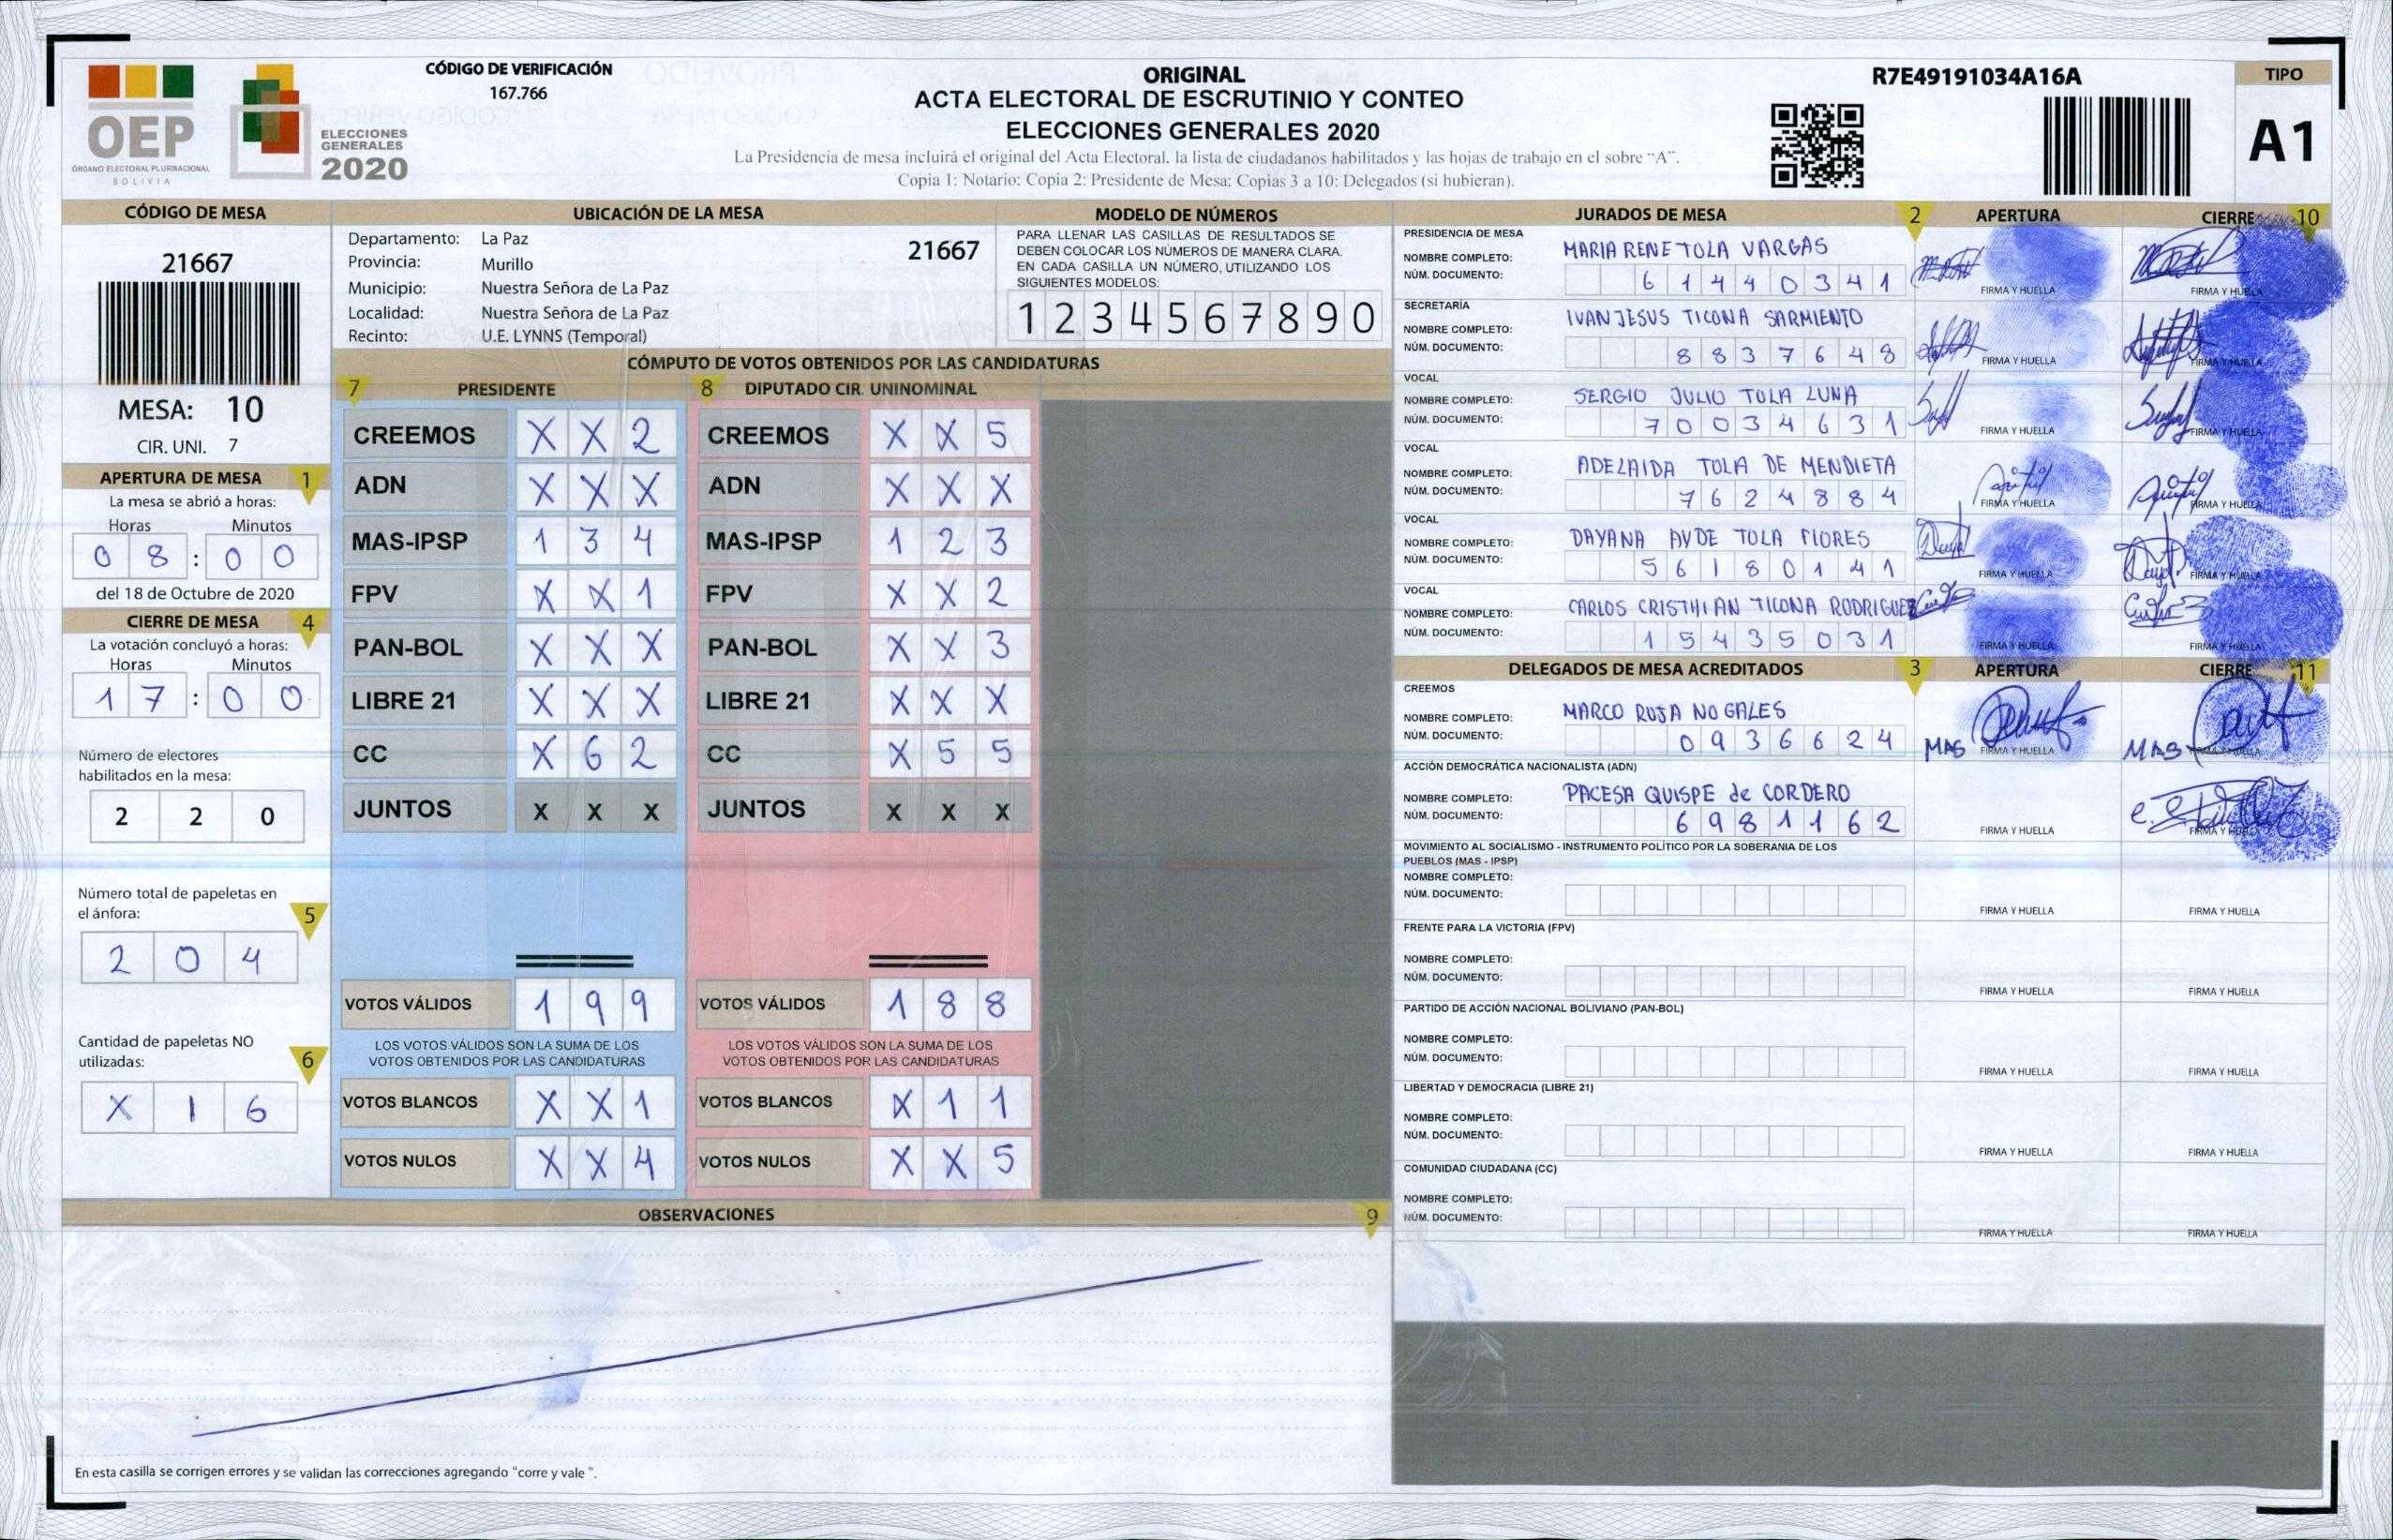 CÓDIGO DE VERIFICACIÓN
167.766
OEP
ÓRGANO ELECTORAL PLURINACIONAL
BOLIVIA
ELECCIONES
GENERALES
2020
ORIGINAL
ACTA ELECTORAL DE ESCRUTINIO Y CONTEO
ELECCIONES GENERALES 2020
La Presidencia de mesa incluirá el original del Acta Electoral. la lista de ciudadanos habilitados y las hojas de trabajo en el sobre "A".
Copia 1: Notario: Copia 2: Presidente de Mesa: Copias 3 a 10: Delegados (si hubieran).
R7E49191034A16A
TIPO
A1
CÓDIGO DE MESA
21667
MESA: 10
CIR. UNI. 7
APERTURA DE MESA 1
La mesa se abrió a horas:
Horas Minutos
0 8 : 0 0
del 18 de Octubre de 2020
CIERRE DE MESA 4
La votación concluyó a horas:
Horas Minutos
1 7 : 0 0
Número de electores
habilitados en la mesa:
2 2 0
Número total de papeletas en
el ánfora: 5
2 0 4
Cantidad de papeletas NO
utilizadas: 6
X 1 6
UBICACIÓN DE LA MESA
Departamento: La Paz 21667
Provincia: Murillo
Municipio: Nuestra Señora de La Paz
Localidad: Nuestra Señora de La Paz
Recinto: U.E. LYNNS (Temporal)
MODELO DE NÚMEROS
PARA LLENAR LAS CASILLAS DE RESULTADOS SE
DEBEN COLOCAR LOS NÚMEROS DE MANERA CLARA.
EN CADA CASILLA UN NÚMERO, UTILIZANDO LOS
SIGUIENTES MODELOS:
1 2 3 4 5 6 7 8 9 0
CÓMPUTO DE VOTOS OBTENIDOS POR LAS CANDIDATURAS
7 PRESIDENTE 8 DIPUTADO CIR. UNINOMINAL
CREEMOS X X 2 CREEMOS X X 5
ADN X X X ADN X X X
MAS-IPSP 1 3 4 MAS-IPSP 1 2 3
FPV X X 1 FPV X X 2
PAN-BOL X X X PAN-BOL X X 3
LIBRE 21 X X X LIBRE 21 X X X
CC X 6 2 CC X 5 5
JUNTOS X X X JUNTOS X X X
VOTOS VÁLIDOS 1 9 9 VOTOS VÁLIDOS 1 8 8
LOS VOTOS VÁLIDOS SON LA SUMA DE LOS LOS VOTOS VÁLIDOS SON LA SUMA DE LOS
VOTOS OBTENIDOS POR LAS CANDIDATURAS VOTOS OBTENIDOS POR LAS CANDIDATURAS
VOTOS BLANCOS X X 1 VOTOS BLANCOS X 1 1
VOTOS NULOS X X 4 VOTOS NULOS X X 5
OBSERVACIONES 9
En esta casilla se corrigen errores y se validan las correcciones agregando "corre y vale ".
JURADOS DE MESA 2 APERTURA CIERRE 10
PRESIDENCIA DE MESA
NOMBRE COMPLETO: MARIA RENE TOLA VARGAS
NÚM. DOCUMENTO: 6 1 4 4 0 3 4 1
FIRMA Y HUELLA FIRMA Y HUELLA
SECRETARÍA
NOMBRE COMPLETO: IVAN JESUS TICONA SARMIENTO
NÚM. DOCUMENTO: 8 8 3 7 6 4 8
FIRMA Y HUELLA FIRMA Y HUELLA
VOCAL
NOMBRE COMPLETO: SERGIO JULIO TOLA LUNA
NÚM. DOCUMENTO: 7 0 0 3 4 6 3 1
FIRMA Y HUELLA FIRMA Y HUELLA
VOCAL
NOMBRE COMPLETO: ADELAIDA TOLA DE MENDIETA
NÚM. DOCUMENTO: 7 6 2 4 8 8 4
FIRMA Y HUELLA FIRMA Y HUELLA
VOCAL
NOMBRE COMPLETO: DAYANA AYDE TOLA FLORES
NÚM. DOCUMENTO: 5 6 1 8 0 1 4 1
FIRMA Y HUELLA FIRMA Y HUELLA
VOCAL
NOMBRE COMPLETO: CARLOS CRISTHIAN TICONA RODRIGUEZ
NÚM. DOCUMENTO: 1 5 4 3 5 0 3 1
FIRMA Y HUELLA FIRMA Y HUELLA
DELEGADOS DE MESA ACREDITADOS 3 APERTURA CIERRE 11
CREEMOS
NOMBRE COMPLETO: MARCO ROJA NOGALES
NÚM. DOCUMENTO: 0 9 3 6 6 2 4
MAS FIRMA Y HUELLA MAS FIRMA Y HUELLA
ACCIÓN DEMOCRÁTICA NACIONALISTA (ADN)
NOMBRE COMPLETO: PACESA QUISPE de CORDERO
NÚM. DOCUMENTO: 6 9 8 1 1 6 2
FIRMA Y HUELLA FIRMA Y HUELLA
MOVIMIENTO AL SOCIALISMO - INSTRUMENTO POLÍTICO POR LA SOBERANIA DE LOS
PUEBLOS (MAS - IPSP)
NOMBRE COMPLETO:
NÚM. DOCUMENTO:
FIRMA Y HUELLA FIRMA Y HUELLA
FRENTE PARA LA VICTORIA (FPV)
NOMBRE COMPLETO:
NÚM. DOCUMENTO:
FIRMA Y HUELLA FIRMA Y HUELLA
PARTIDO DE ACCIÓN NACIONAL BOLIVIANO (PAN-BOL)
NOMBRE COMPLETO:
NÚM. DOCUMENTO:
FIRMA Y HUELLA FIRMA Y HUELLA
LIBERTAD Y DEMOCRACIA (LIBRE 21)
NOMBRE COMPLETO:
NÚM. DOCUMENTO:
FIRMA Y HUELLA FIRMA Y HUELLA
COMUNIDAD CIUDADANA (CC)
NOMBRE COMPLETO:
NÚM. DOCUMENTO:
FIRMA Y HUELLA FIRMA Y HUELLA